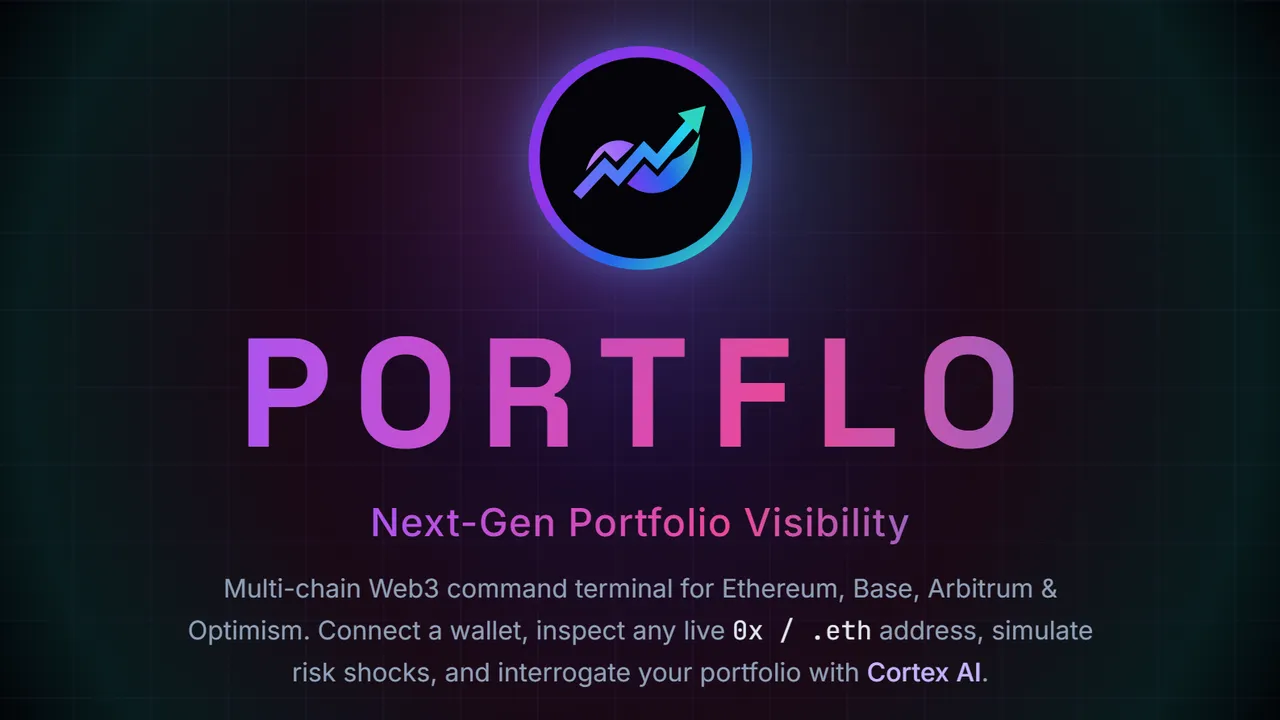 PORTFLO
Next-Gen Portfolio Visibility
Multi-chain Web3 command terminal for Ethereum, Base, Arbitrum &
Optimism. Connect a wallet, inspect any live 0x / .eth address, simulate
risk shocks, and interrogate your portfolio with Cortex AI.